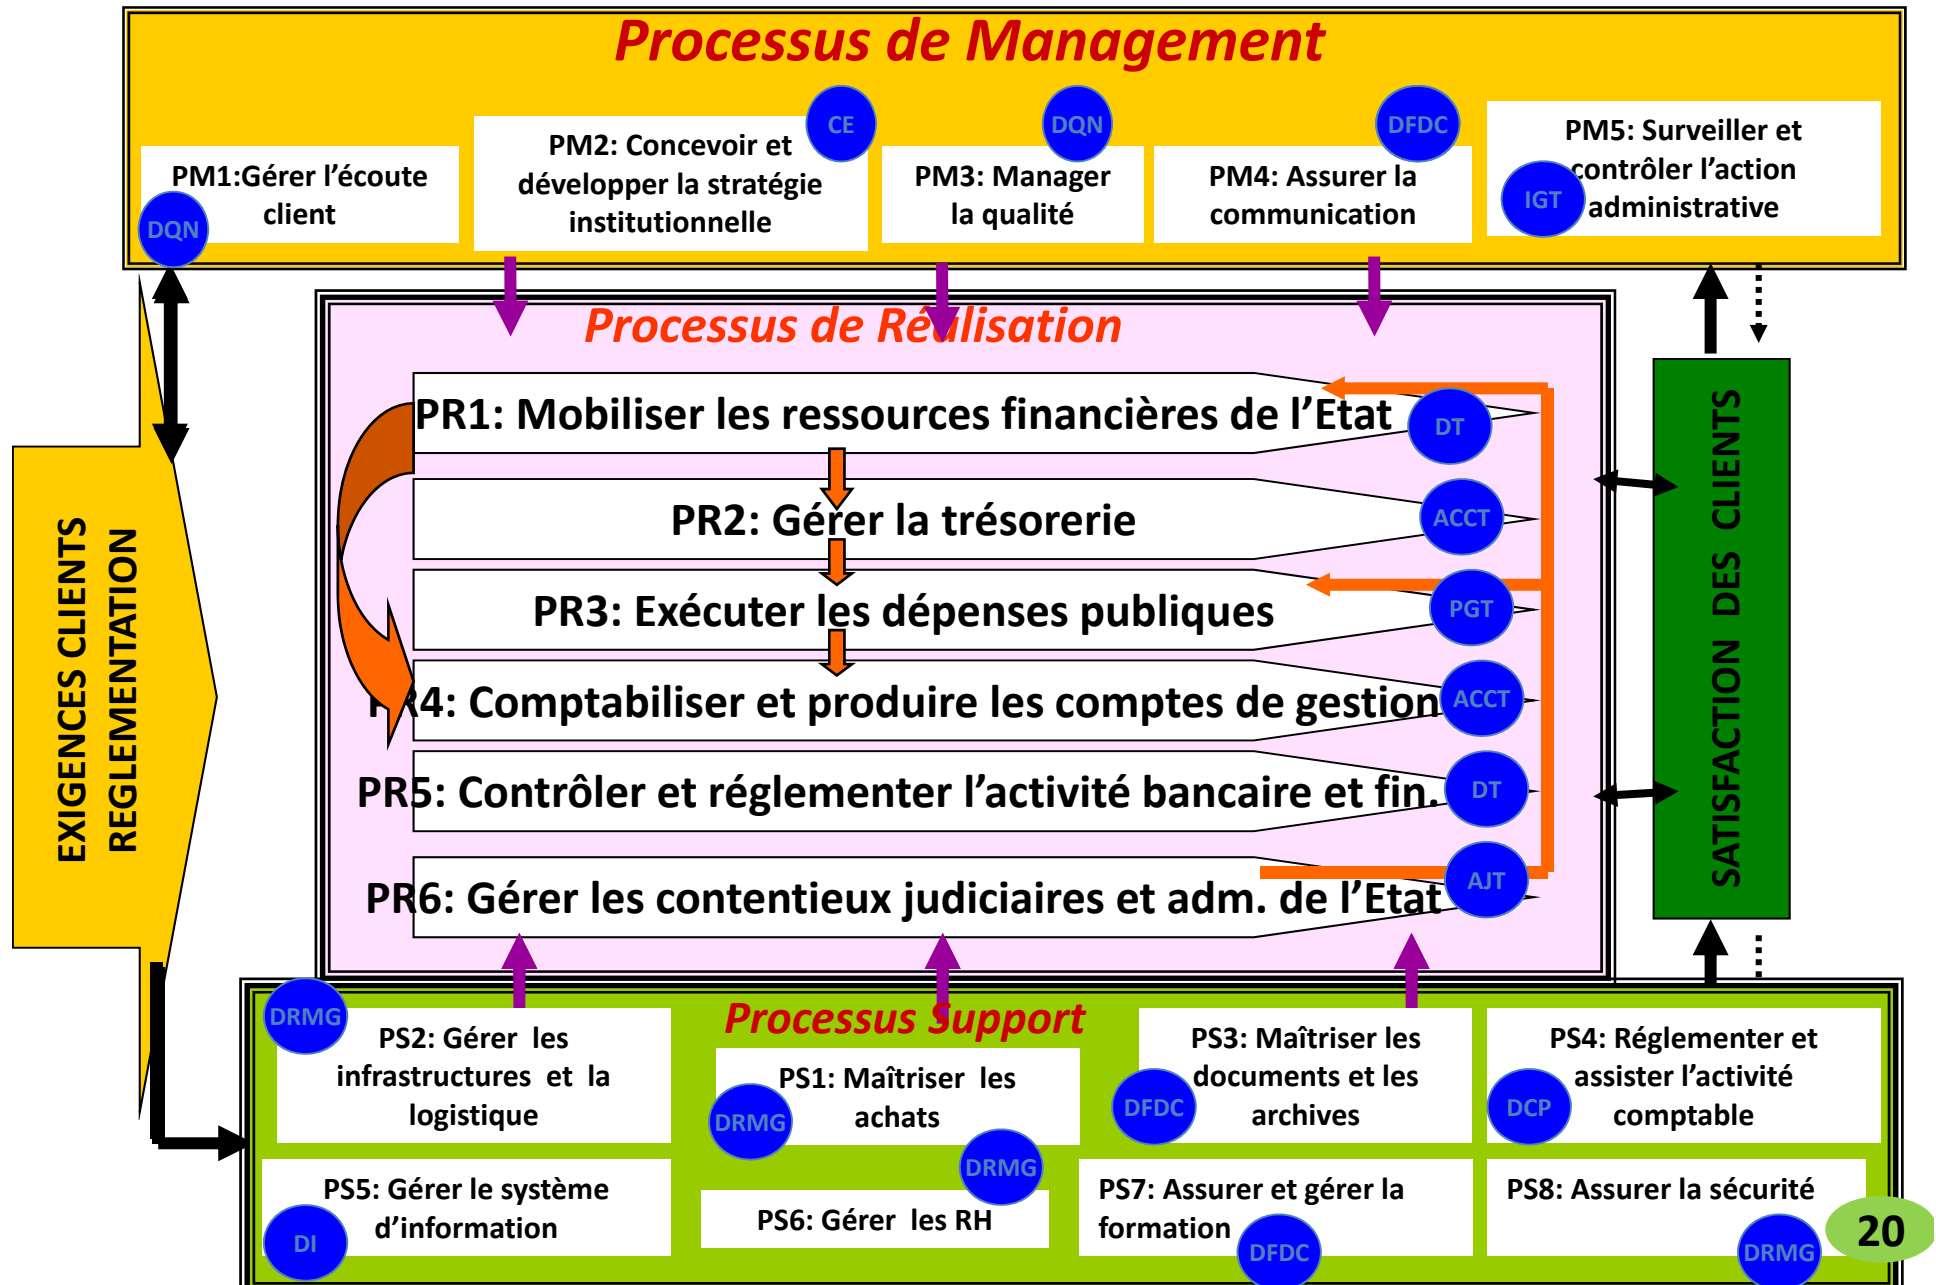 Processus de Management
PM1:Gérer l’écoute
client
DQN
PM2: Concevoir et
développer la stratégie
institutionnelle
CE
PM3: Manager
la qualité
DQN
PM4: Assurer la
communication
DFDC
PM5: Surveiller et
contrôler l’action
administrative
IGT
EXIGENCES CLIENTS
REGLEMENTATION
Processus de Réalisation
PR1: Mobiliser les ressources financières de l’Etat
DT
PR2: Gérer la trésorerie
ACCT
PR3: Exécuter les dépenses publiques
PGT
PR4: Comptabiliser et produire les comptes de gestion
ACCT
PR5: Contrôler et réglementer l’activité bancaire et fin.
DT
PR6: Gérer les contentieux judiciaires et adm. de l’Etat
AJT
SATISFACTION DES CLIENTS
Processus Support
DRMG
PS2: Gérer les
infrastructures et la
logistique
PS1: Maîtriser les
achats
DRMG
PS3: Maîtriser les
documents et les
archives
DFDC
PS4: Réglementer et
assister l’activité
comptable
DCP
PS5: Gérer le système
d’information
DI
DRMG
PS6: Gérer les RH
PS7: Assurer et gérer la
formation
DFDC
PS8: Assurer la sécurité
DRMG
20